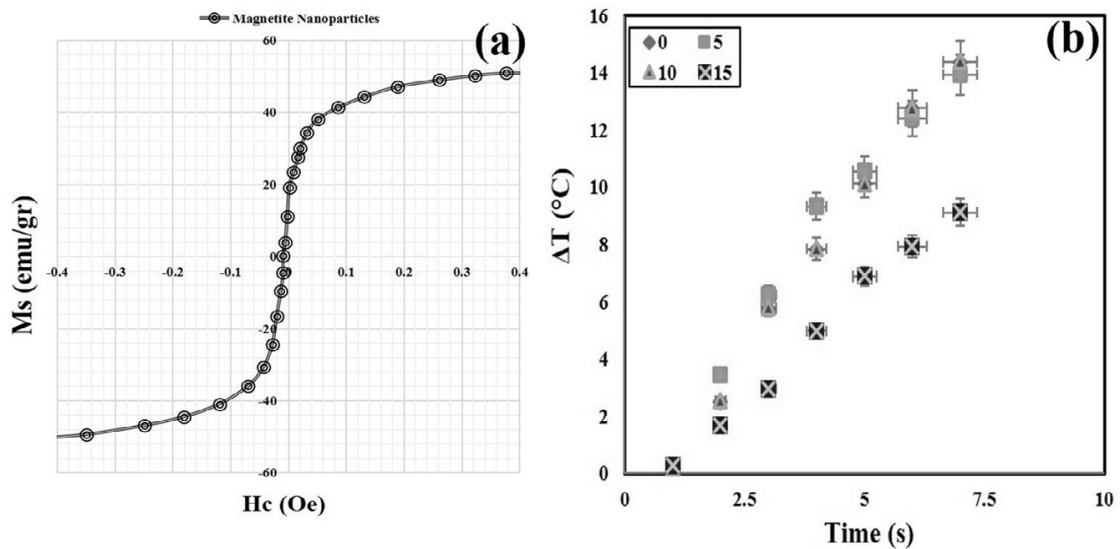 Magnetite Nanoparticles
(a)
60
40
20
0
-0.4 -0.3 -0.2 -0.1 0 0.1 0.2 0.3 0.4
-20
-40
-60
Ms (emu/gr)
Hc (Oe)
(b)
0 5
10 15
16
14
12
10
8
6
4
2
0
0 2.5 5 7.5 10
ΔT (°C)
Time (s)